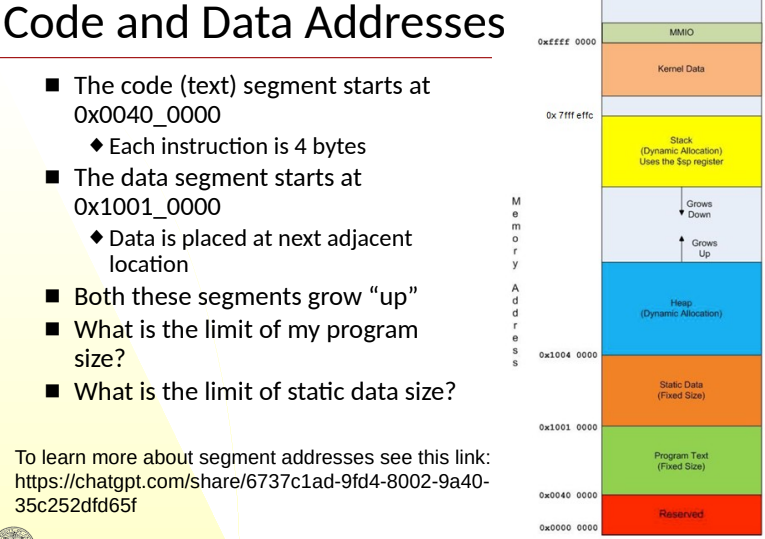 Code and Data Addresses
■ The code (text) segment starts at
0x0040_0000
◆ Each instruction is 4 bytes
■ The data segment starts at
0x1001_0000
◆ Data is placed at next adjacent
location
■ Both these segments grow “up”
■ What is the limit of my program
size?
■ What is the limit of static data size?
To learn more about segment addresses see this link:
https://chatgpt.com/share/6737c1ad-9fd4-8002-9a40-
35c252dfd65f
Memory Address
MMIO
0xffff 0000
Kernel Data
0x 7fff effc
Stack
(Dynamic Allocation)
Uses the $sp register
Grows
Down
Grows
Up
Heap
(Dynamic Allocation)
0x1004 0000
Static Data
(Fixed Size)
0x1001 0000
Program Text
(Fixed Size)
0x0040 0000
Reserved
0x0000 0000